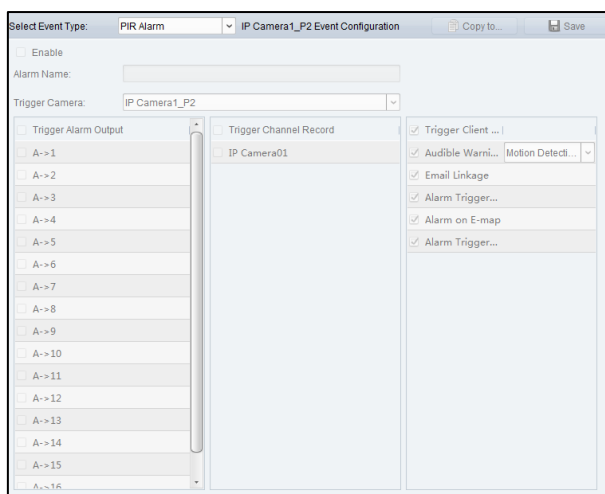 Select Event Type: PIR Alarm IP Camera1_P2 Event Configuration Copy to... Save
Enable
Alarm Name:
Trigger Camera: IP Camera1_P2
Trigger Alarm Output Trigger Channel Record Trigger Client ...
A->1 IP Camera01 Audible Warni... Motion Detecti...
A->2 Email Linkage
A->3 Alarm Trigger...
A->4 Alarm on E-map
A->5 Alarm Trigger...
A->6
A->7
A->8
A->9
A->10
A->11
A->12
A->13
A->14
A->15
A->16